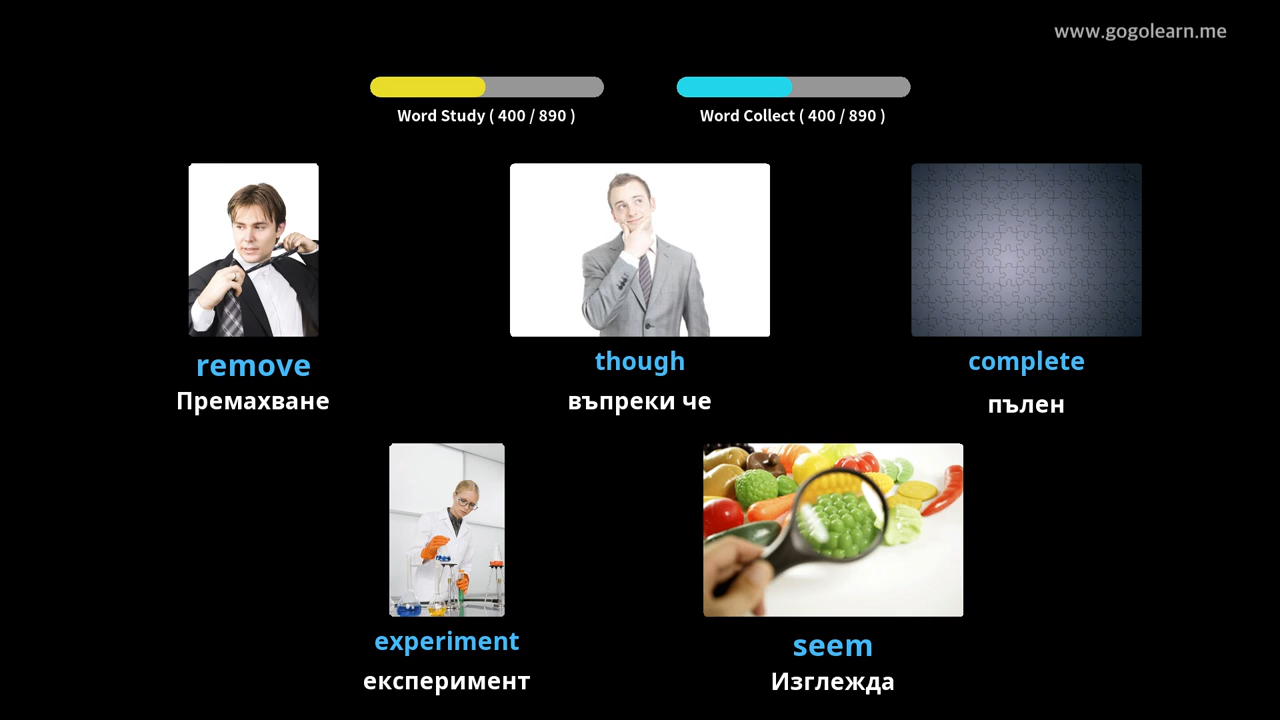 www.gogolearn.me
Word Study ( 400 / 890 )
Word Collect ( 400 / 890 )
remove
Премахване
though
въпреки че
complete
пълен
experiment
експеримент
seem
Изглежда